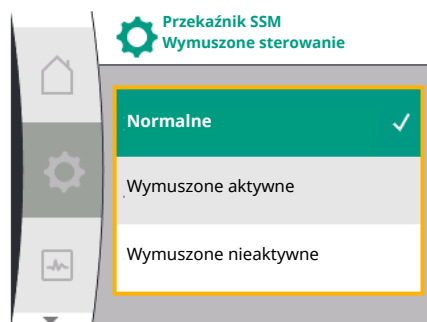 Przekaźnik SSM
Wymuszone sterowanie
Normalne
Wymuszone aktywne
Wymuszone nieaktywne